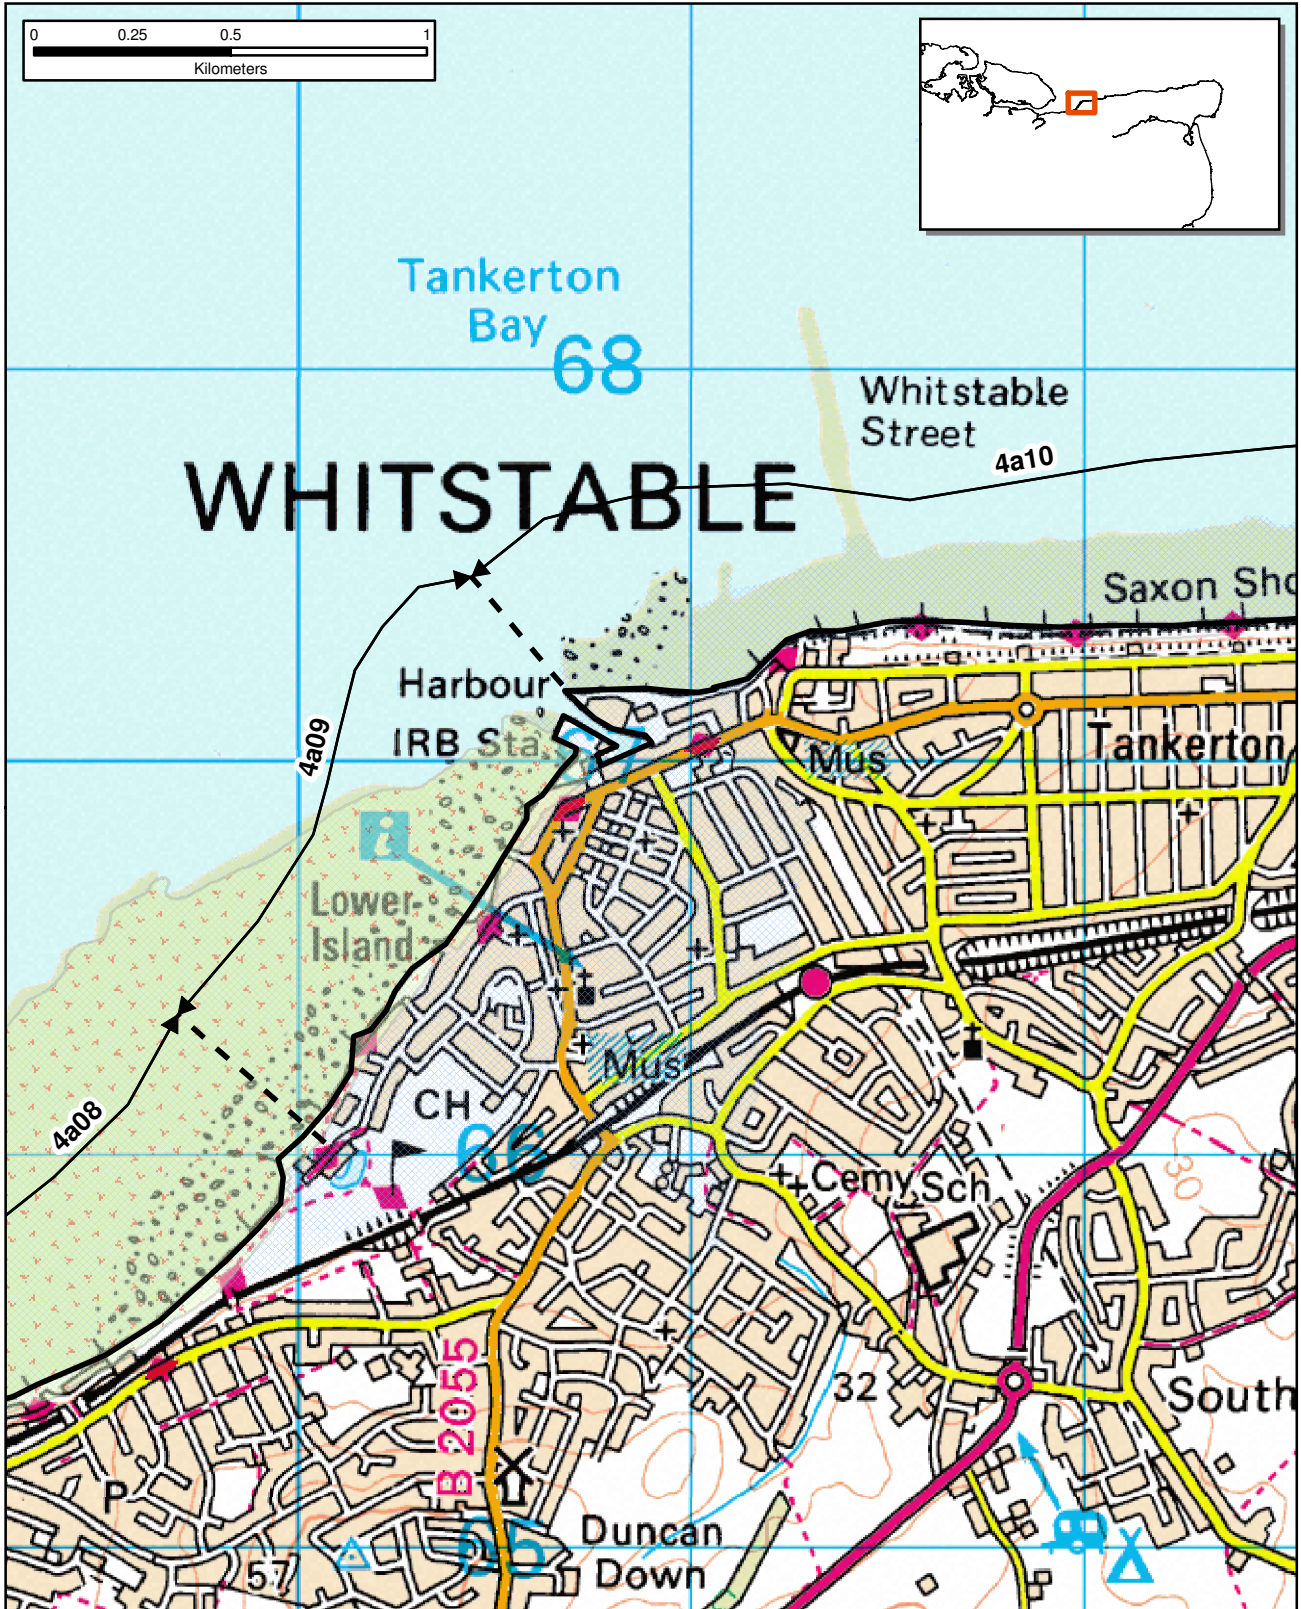 0 0.25 0.5 1
Kilometers
Tankerton
Bay
68
Whitstable
Street
4a10
WHITSTABLE
Saxon Sho
Harbour
IRB Sta
67
4a09
Mus
Tankerton
i
Lower
Island
CH
Mus
4a08
66
Cemy
Sch
30
B 2055
32
South
P
Duncan
Down
65
57